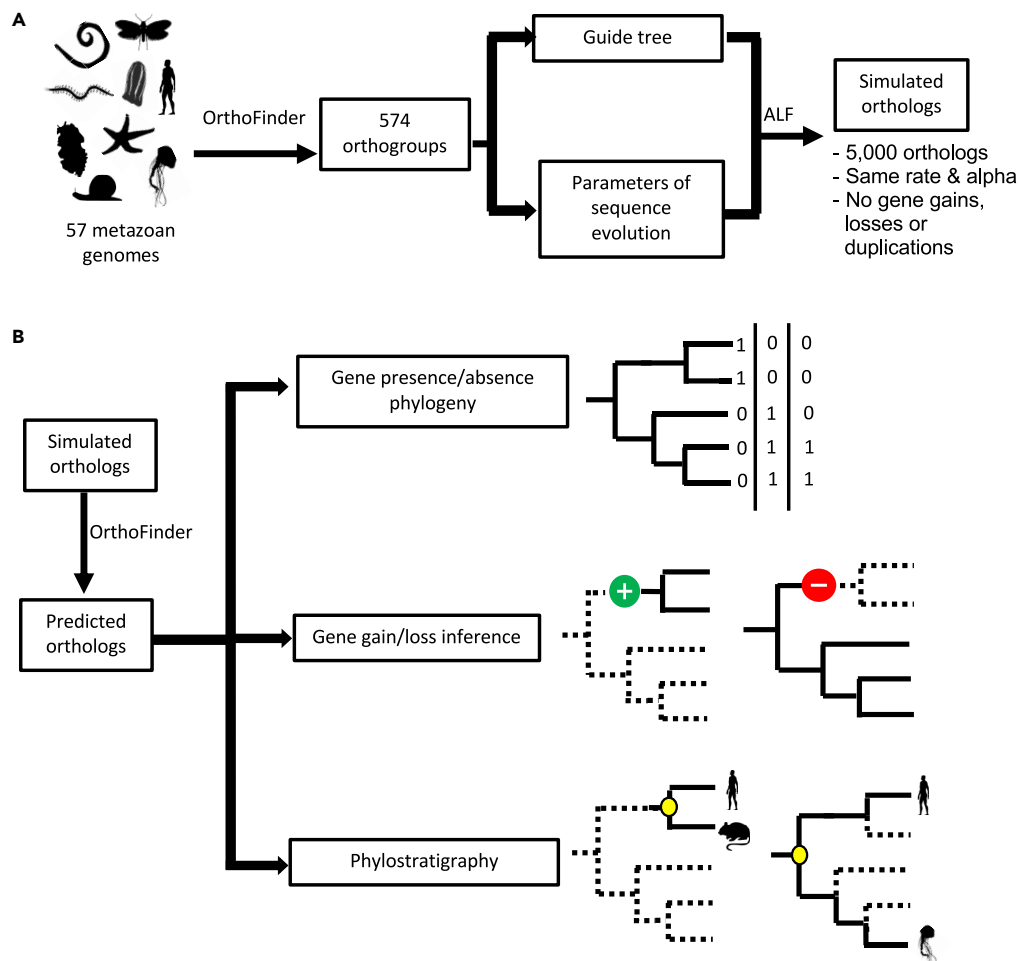 A
57 metazoan
genomes
OrthoFinder
574
orthogroups
Guide tree
Parameters of
sequence
evolution
ALF
Simulated
orthologs
- 5,000 orthologs
- Same rate & alpha
- No gene gains,
losses or
duplications
B
Simulated
orthologs
OrthoFinder
Predicted
orthologs
Gene presence/absence
phylogeny
1 0 0
1 0 0
0 1 0
0 1 1
0 1 1
Gene gain/loss inference
+
−
Phylostratigraphy